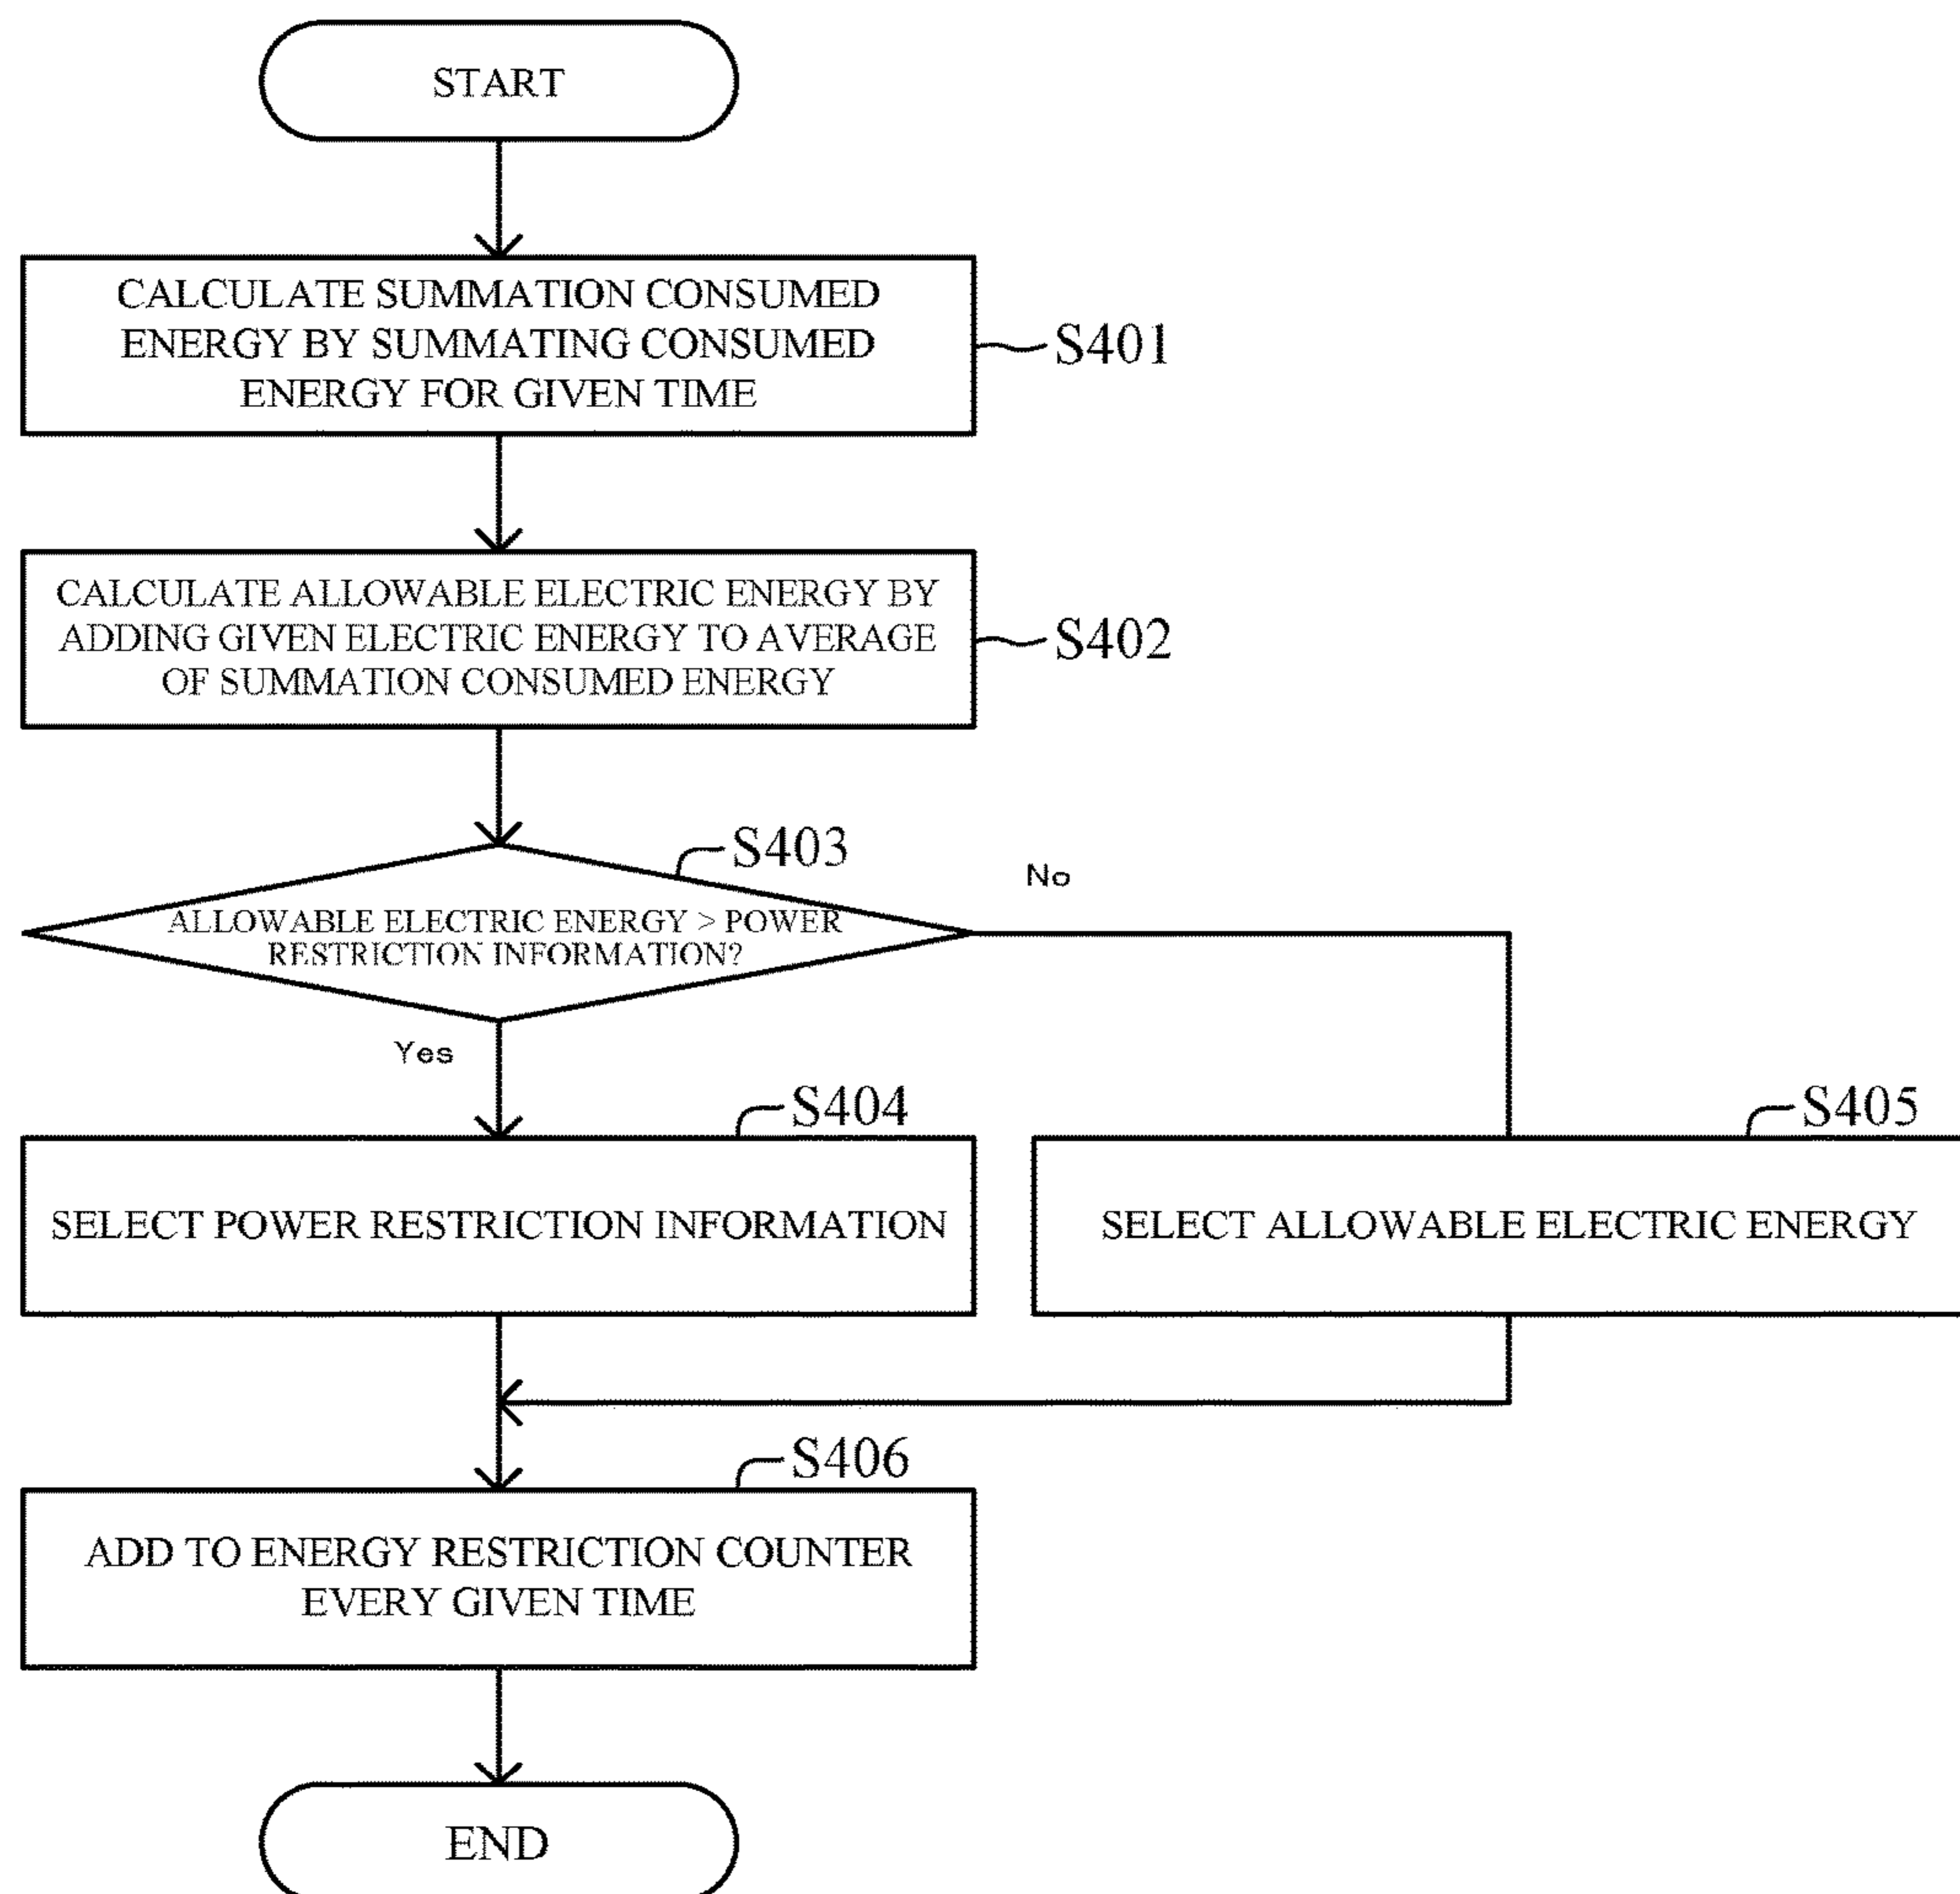 START
CALCULATE SUMMATION CONSUMED
ENERGY BY SUMMATING CONSUMED
ENERGY FOR GIVEN TIME
S401
CALCULATE ALLOWABLE ELECTRIC ENERGY BY
ADDING GIVEN ELECTRIC ENERGY TO AVERAGE
OF SUMMATION CONSUMED ENERGY
S402
S403
ALLOWABLE ELECTRIC ENERGY > POWER
RESTRICTION INFORMATION?
No
Yes
S404
SELECT POWER RESTRICTION INFORMATION
S405
SELECT ALLOWABLE ELECTRIC ENERGY
S406
ADD TO ENERGY RESTRICTION COUNTER
EVERY GIVEN TIME
END